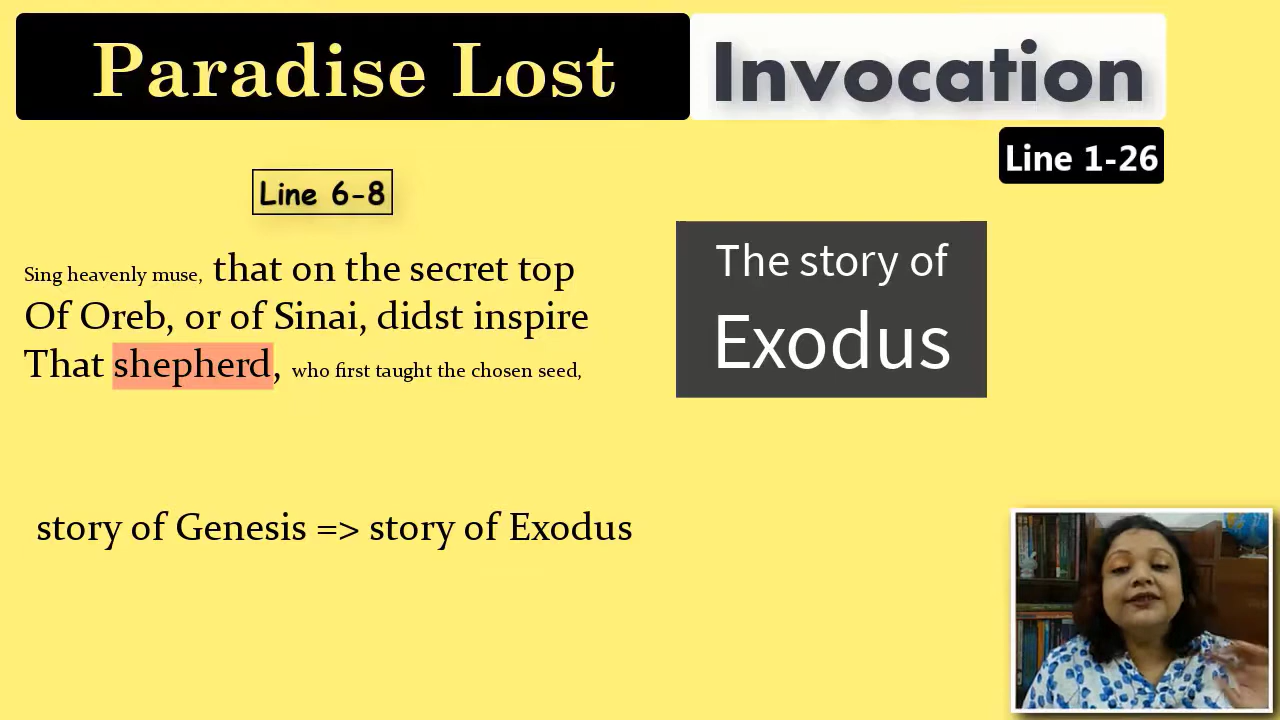 Paradise Lost Invocation
Line 1-26
Line 6-8
Sing heavenly muse, that on the secret top
Of Oreb, or of Sinai, didst inspire
That shepherd, who first taught the chosen seed,
The story of
Exodus
story of Genesis => story of Exodus